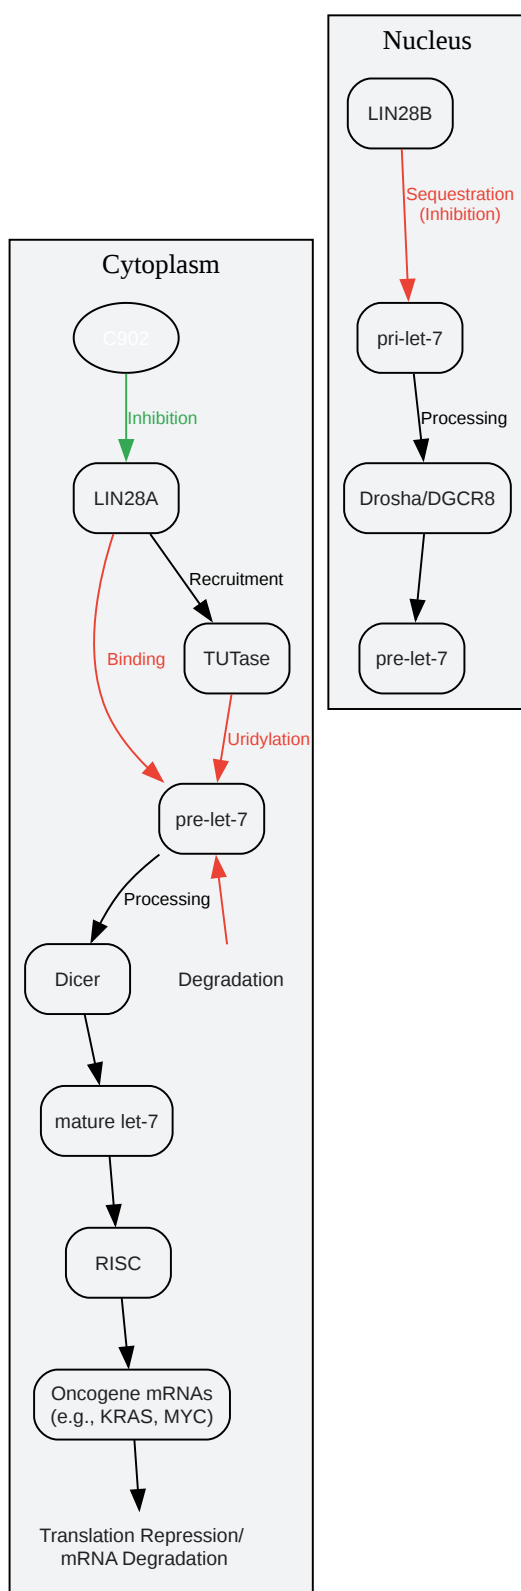 Nucleus
LIN28B
Sequestration
(Inhibition)
pri-let-7
Processing
Drosha/DGCR8
pre-let-7
Cytoplasm
C902
Inhibition
LIN28A
Recruitment
Binding
TUTase
Uridylation
pre-let-7
Processing
Dicer
Degradation
mature let-7
RISC
Oncogene mRNAs
(e.g., KRAS, MYC)
Translation Repression/
mRNA Degradation